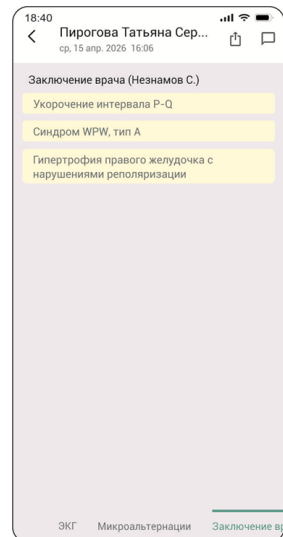 18:40
Пирогова Татьяна Сер...
ср, 15 апр. 2026 16:06
Заключение врача (Незнамов С.)
Укорочение интервала P-Q
Синдром WPW, тип А
Гипертрофия правого желудочка с
нарушениями реполяризации
ЭКГ Микроальтернации Заключение вр